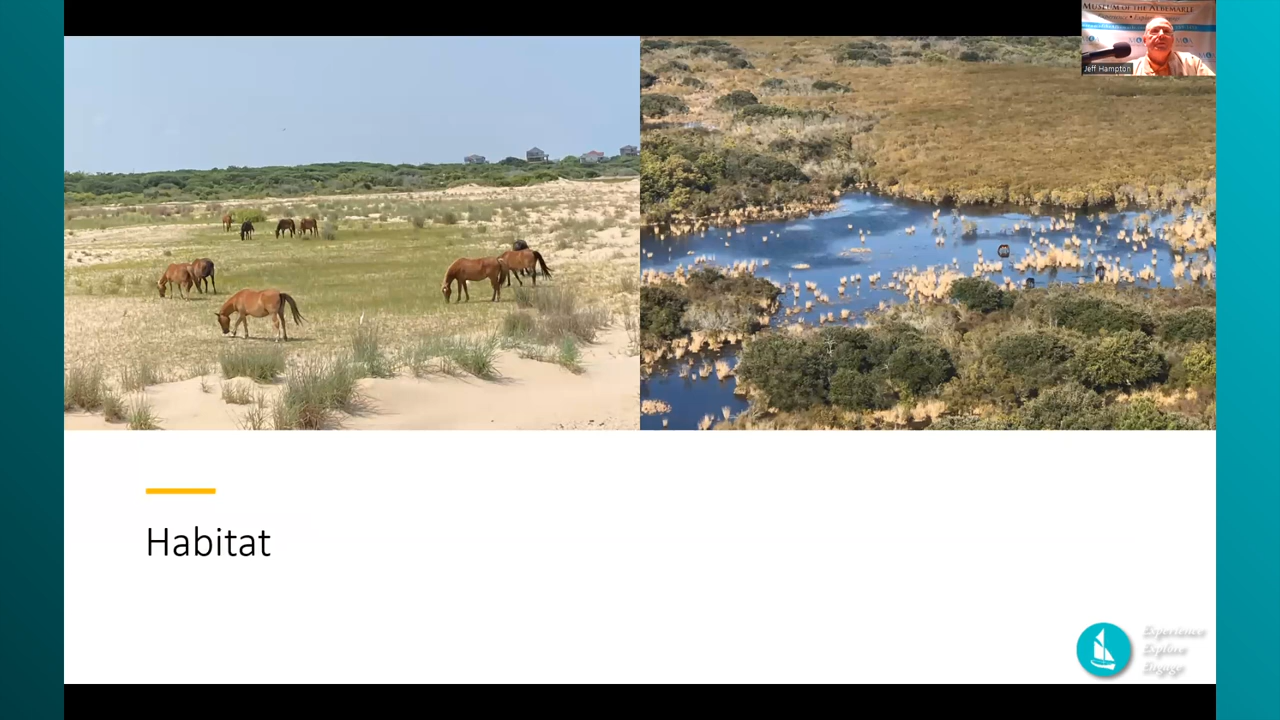 MUSEUM OF THE ALBEMARLE
Jeff Hampton
Habitat
Experience
Explore
Engage